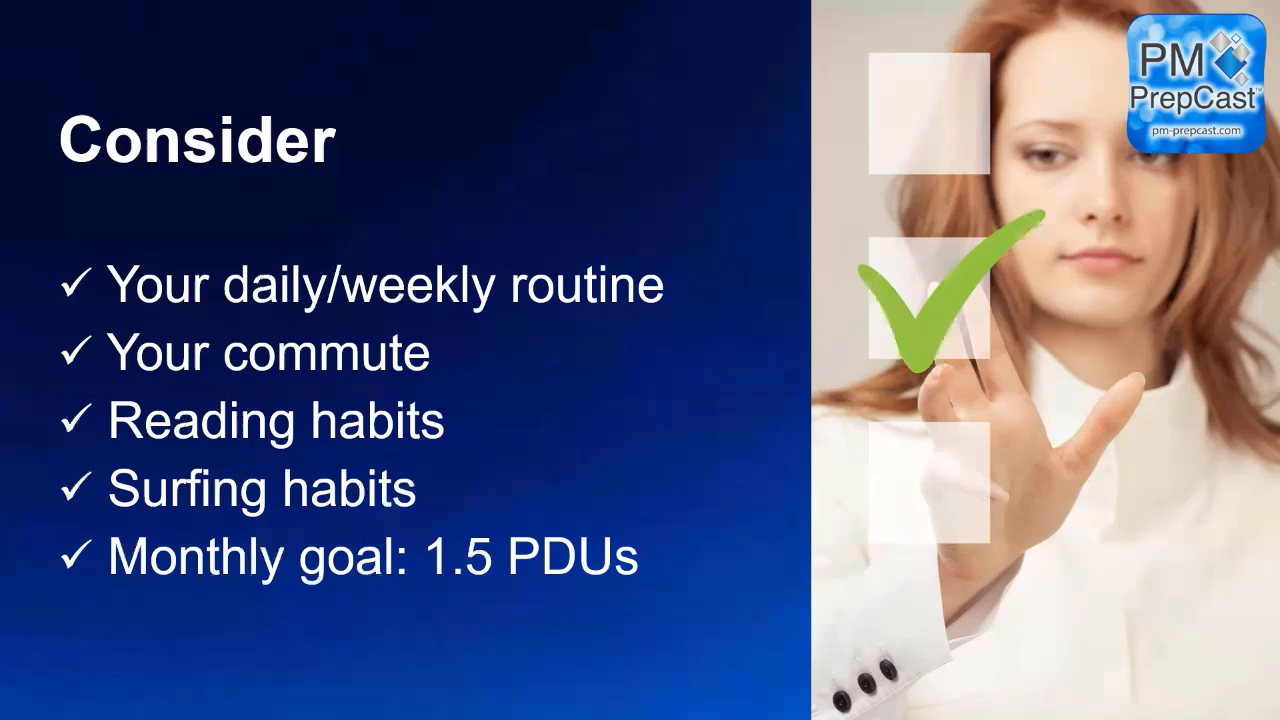 Consider
✓ Your daily/weekly routine
✓ Your commute
✓ Reading habits
✓ Surfing habits
✓ Monthly goal: 1.5 PDUs
PM
PrepCast™
pm-prepcast.com